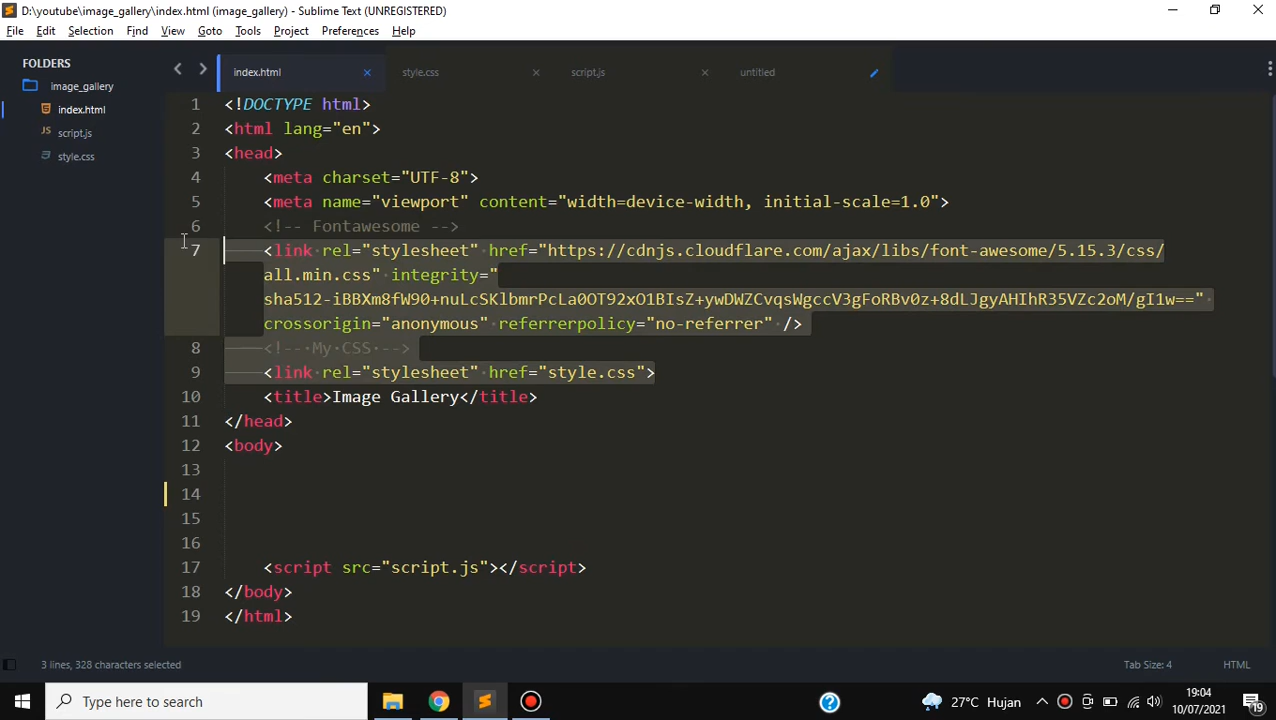 D:\youtube\image_gallery\index.html (image_gallery) - Sublime Text (UNREGISTERED)
File Edit Selection Find View Goto Tools Project Preferences Help
FOLDERS
image_gallery
index.html
script.js
style.css
index.html style.css script.js untitled
1 <!DOCTYPE html>
2 <html lang="en">
3 <head>
4 <meta charset="UTF-8">
5 <meta name="viewport" content="width=device-width, initial-scale=1.0">
6 <!-- Fontawesome -->
7 <link rel="stylesheet" href="https://cdnjs.cloudflare.com/ajax/libs/font-awesome/5.15.3/css/
all.min.css" integrity="
sha512-iBBXm8fW90+nuLcSKlbmrPcLa0OT92xO1BIsZ+ywDWZCvqsWgccV3gFoRBv0z+8dLJgyAHIhR35VZc2oM/gI1w=="
crossorigin="anonymous" referrerpolicy="no-referrer" />
8 <!-- My CSS -->
9 <link rel="stylesheet" href="style.css">
10 <title>Image Gallery</title>
11 </head>
12 <body>
13
14
15
16
17 <script src="script.js"></script>
18 </body>
19 </html>
3 lines, 328 characters selected
Tab Size: 4 HTML
Type here to search
27°C Hujan
19:04
10/07/2021
19